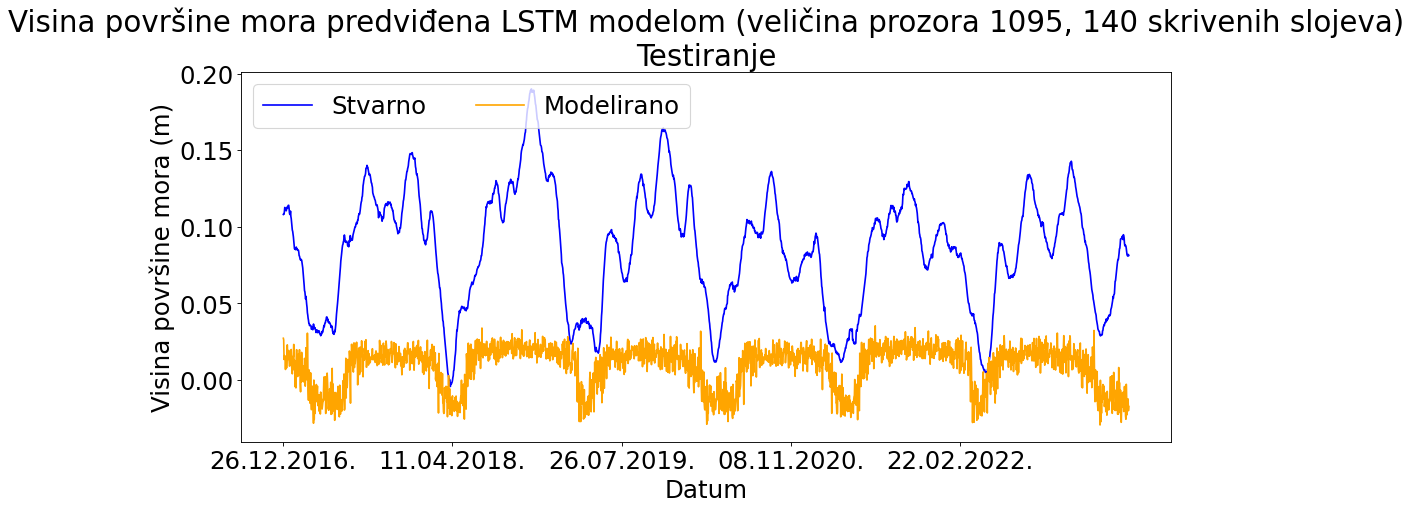 Visina površine mora predviđena LSTM modelom (veličina prozora 1095, 140 skrivenih slojeva)
Testiranje
Stvarno
Modelirano
Visina površine mora (m)
0.20
0.15
0.10
0.05
0.00
26.12.2016.
11.04.2018.
26.07.2019.
08.11.2020.
22.02.2022.
Datum